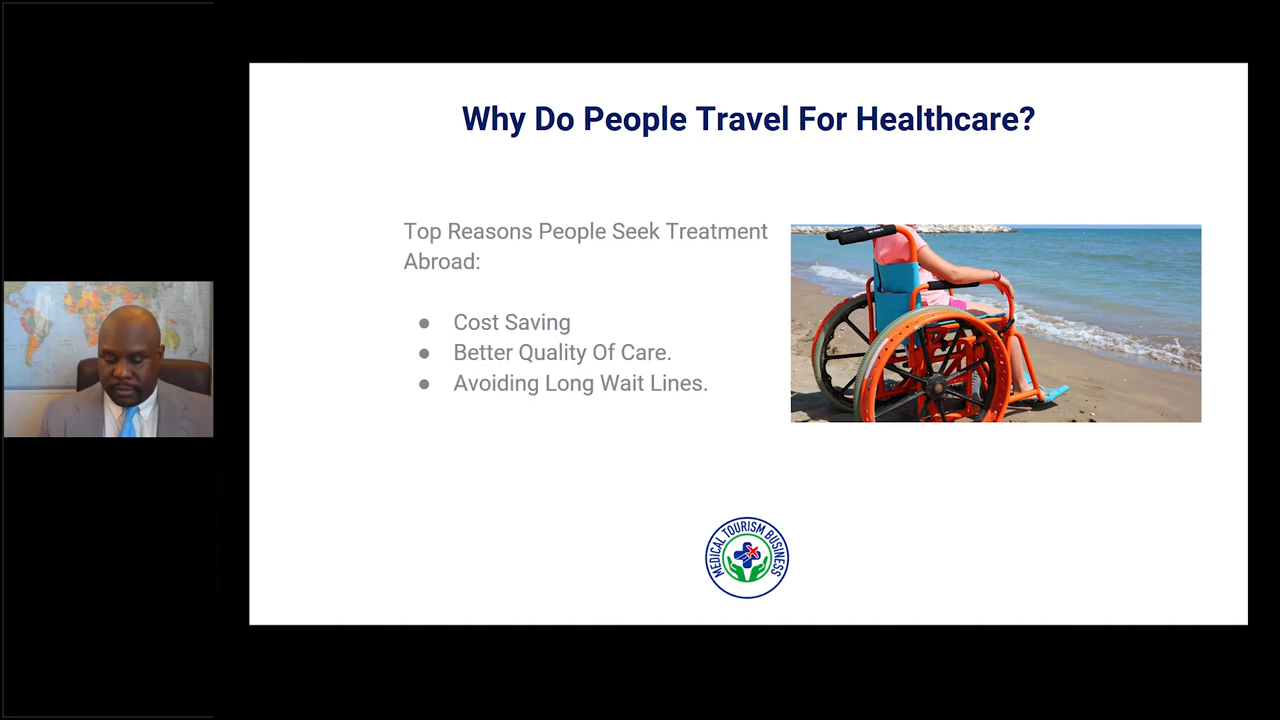 Why Do People Travel For Healthcare?
Top Reasons People Seek Treatment
Abroad:
● Cost Saving
● Better Quality Of Care.
● Avoiding Long Wait Lines.
MEDICAL TOURISM BUSINESS